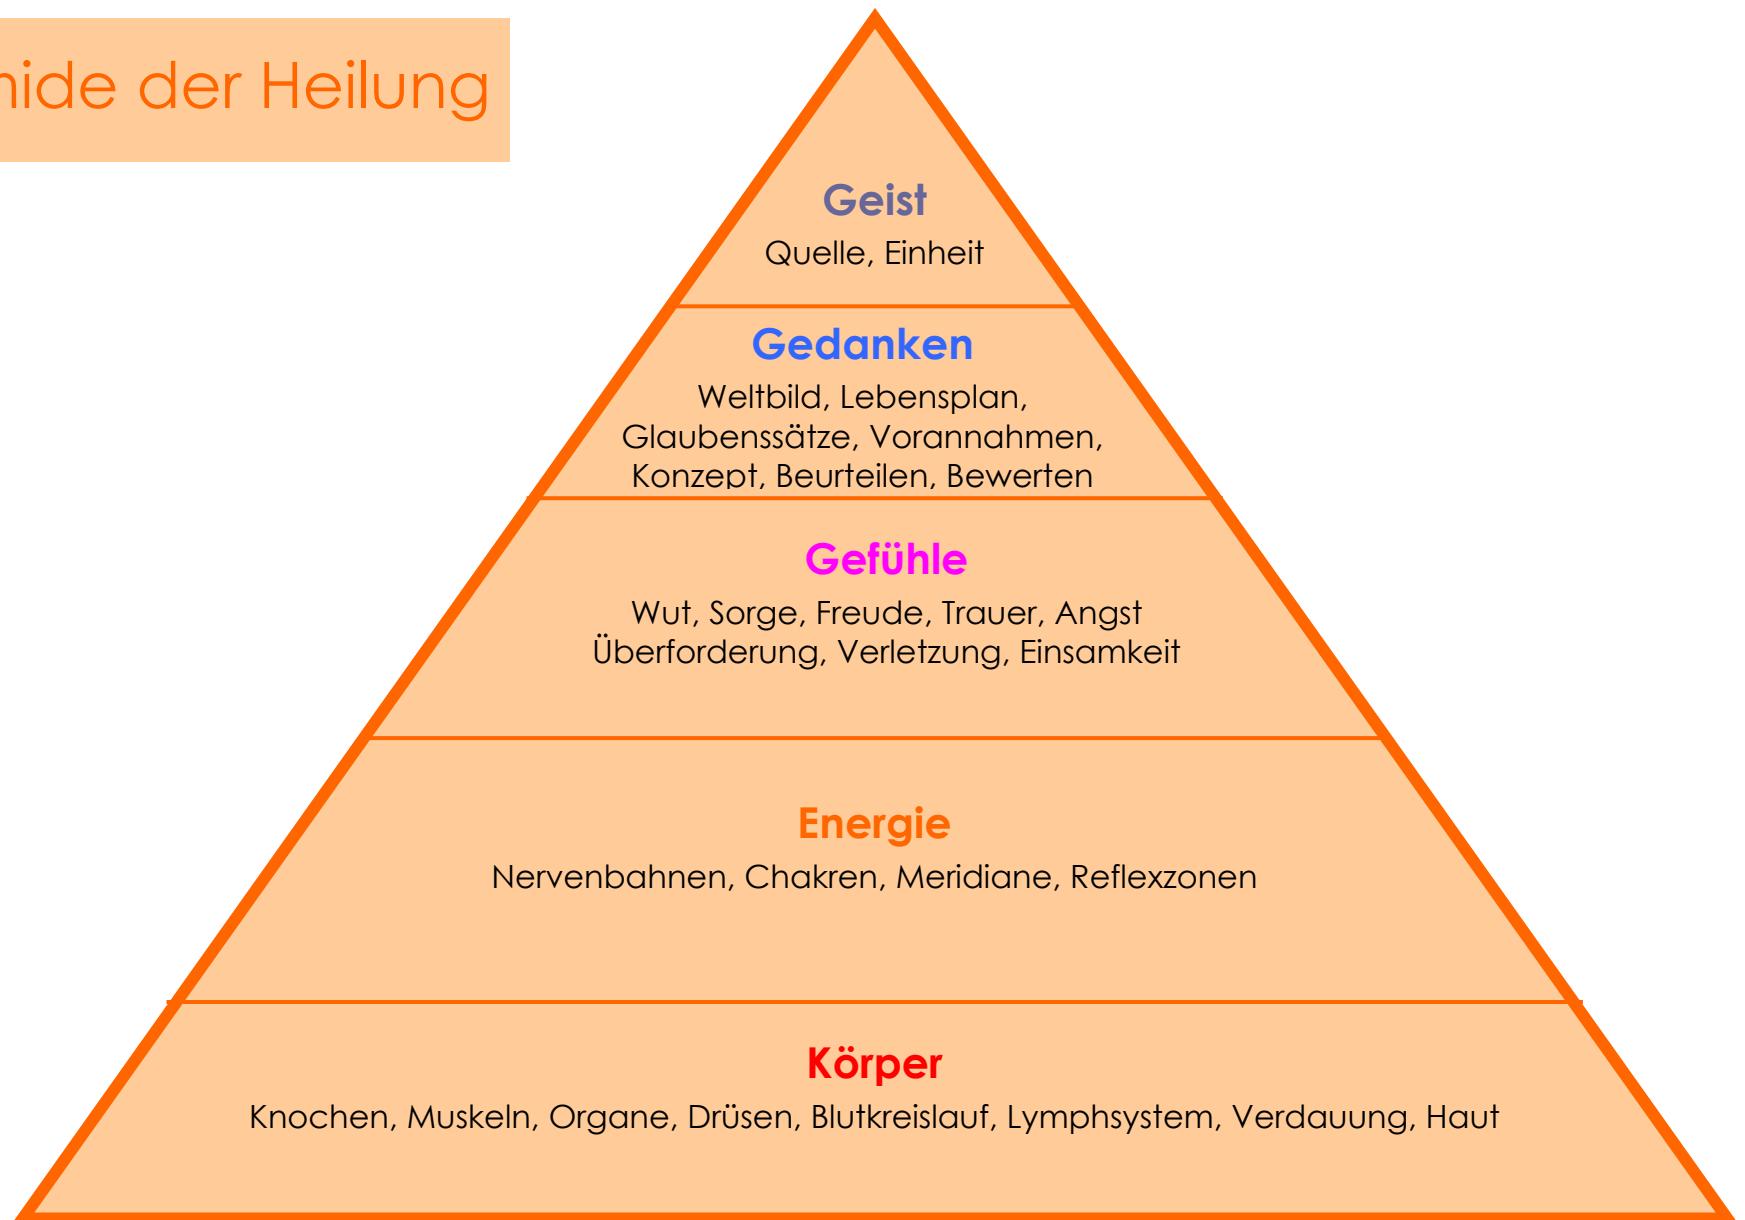 mide der Heilung
Geist
Quelle, Einheit
Gedanken
Weltbild, Lebensplan,
Glaubenssätze, Vorannahmen,
Konzept, Beurteilen, Bewerten
Gefühle
Wut, Sorge, Freude, Trauer, Angst
Überforderung, Verletzung, Einsamkeit
Energie
Nervenbahnen, Chakren, Meridiane, Reflexzonen
Körper
Knochen, Muskeln, Organe, Drüsen, Blutkreislauf, Lymphsystem, Verdauung, Haut